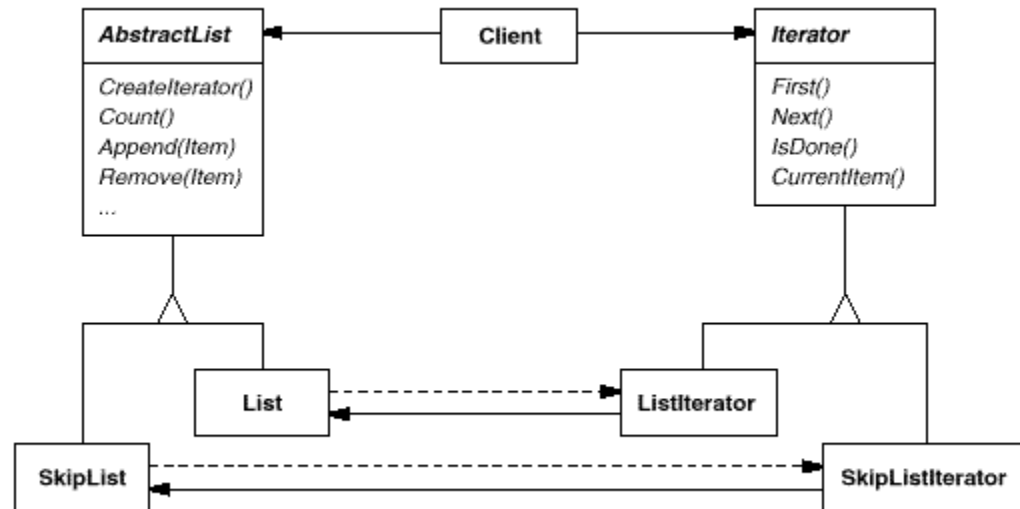 AbstractList
CreateIterator()
Count()
Append(Item)
Remove(Item)
...
Client
Iterator
First()
Next()
IsDone()
CurrentItem()
List
ListIterator
SkipList
SkipListIterator